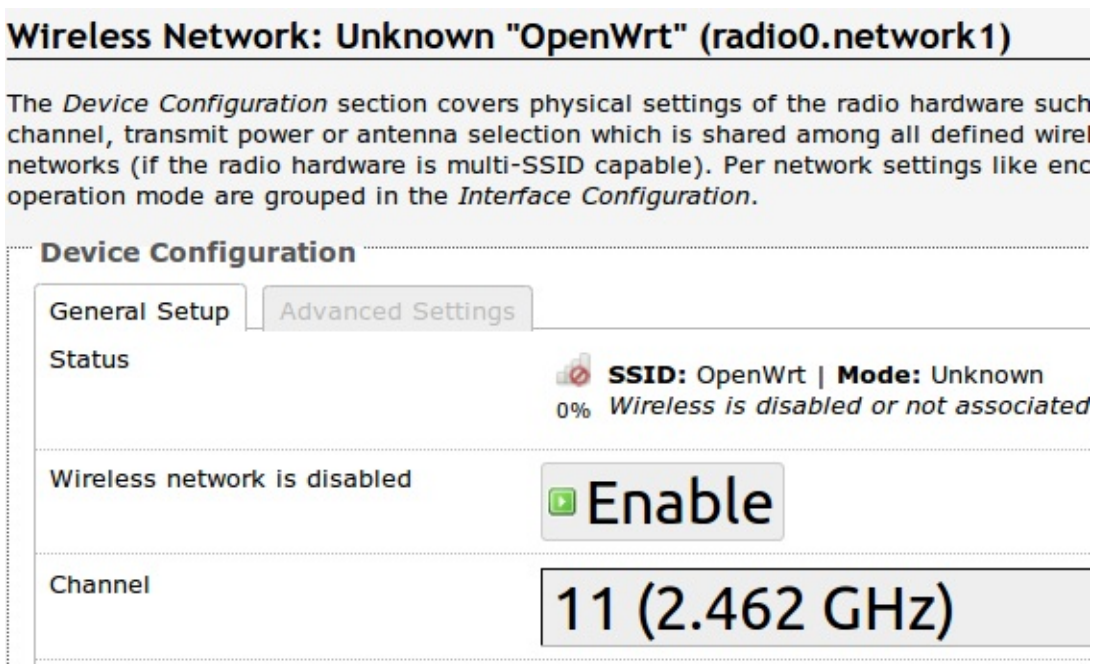 Wireless Network: Unknown "OpenWrt" (radio0.network1)
The Device Configuration section covers physical settings of the radio hardware such
channel, transmit power or antenna selection which is shared among all defined
networks (if the radio hardware is multi-SSID capable). Per network settings like
operation mode are grouped in the Interface Configuration.
Device Configuration
General Setup
Advanced Settings
Status
SSID: OpenWrt | Mode: Unknown
0% Wireless is disabled or not associated
Wireless network is disabled
Enable
Channel
11 (2.462 GHz)